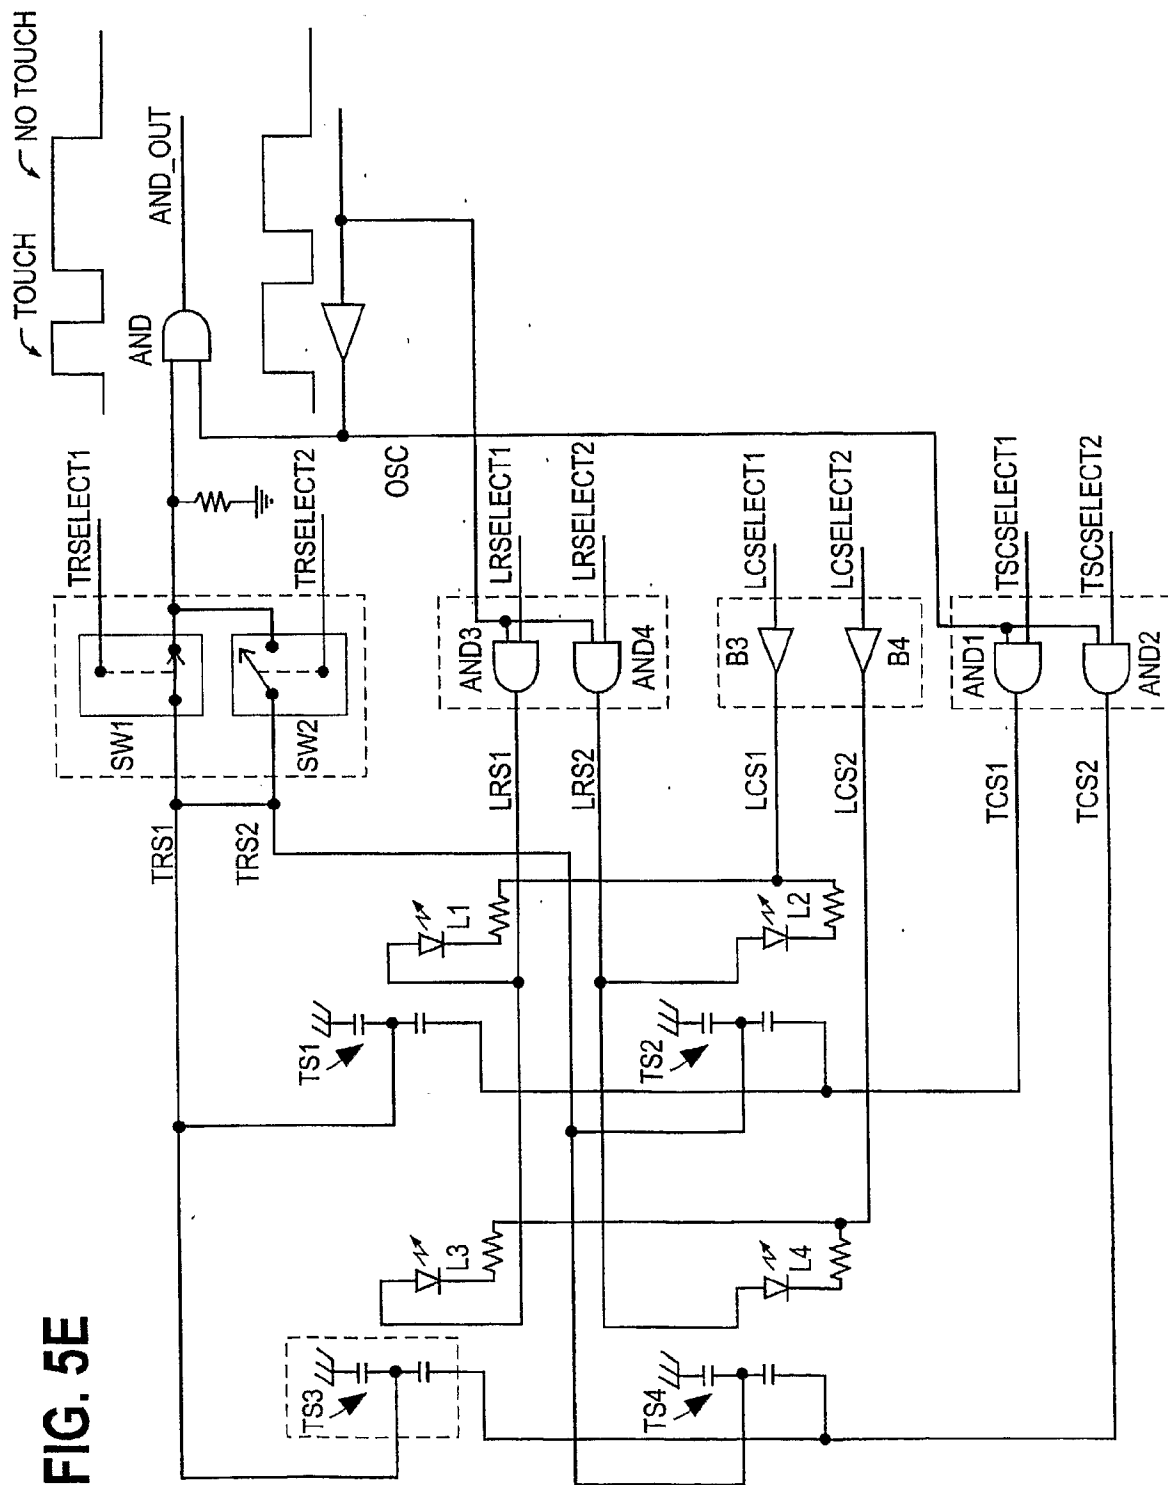 FIG. 5E
TOUCH
NO TOUCH
AND
AND_OUT
TRSELECT1
SW1
TRS1
SW2
TRSELECT2
TRS2
OSC
LRSELECT1
LRSELECT2
AND3
AND4
LRS1
LRS2
LCSELECT1
LCSELECT2
B3
B4
LCS1
LCS2
TSCSELECT1
TSCSELECT2
AND1
AND2
TCS1
TCS2
L1
L2
L3
L4
TS1
TS2
TS3
TS4